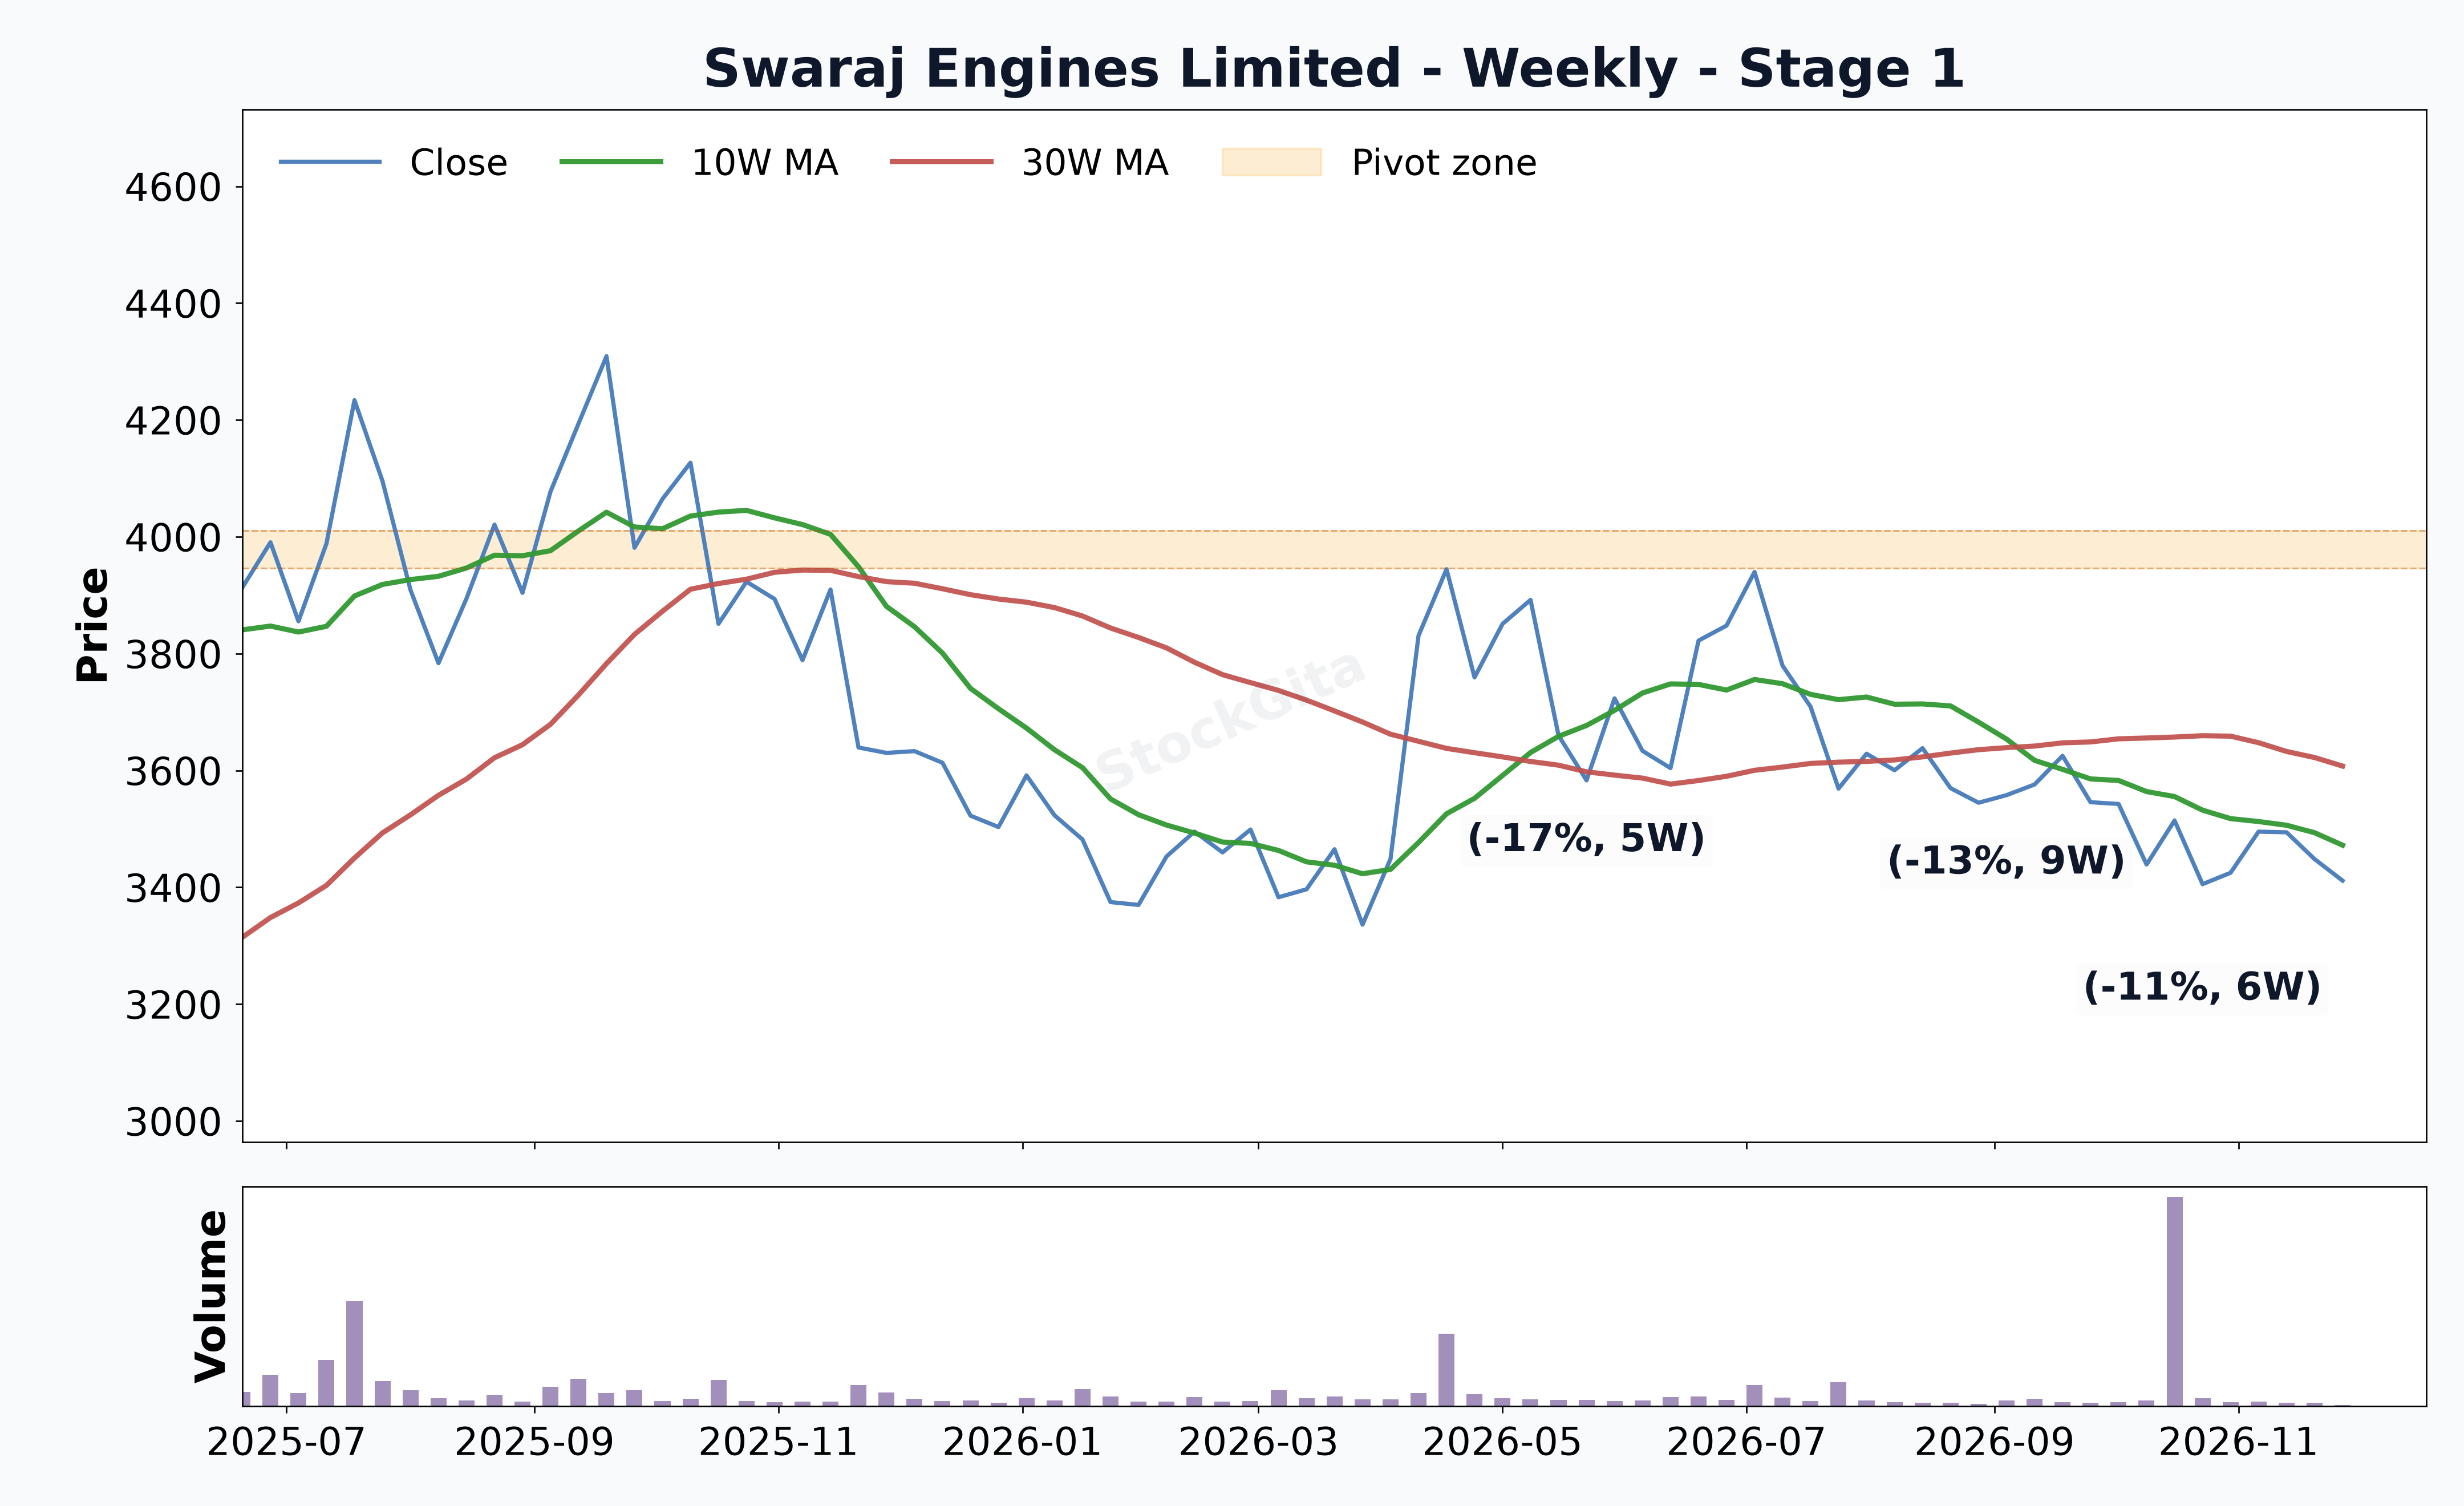 Swaraj Engines Limited - Weekly - Stage 1
Close 10W MA 30W MA Pivot zone
4600
4400
4200
4000
3800
3600
3400
3200
3000
Price
StockGita
(-17%, 5W)
(-13%, 9W)
(-11%, 6W)
Volume
2025-07 2025-09 2025-11 2026-01 2026-03 2026-05 2026-07 2026-09 2026-11